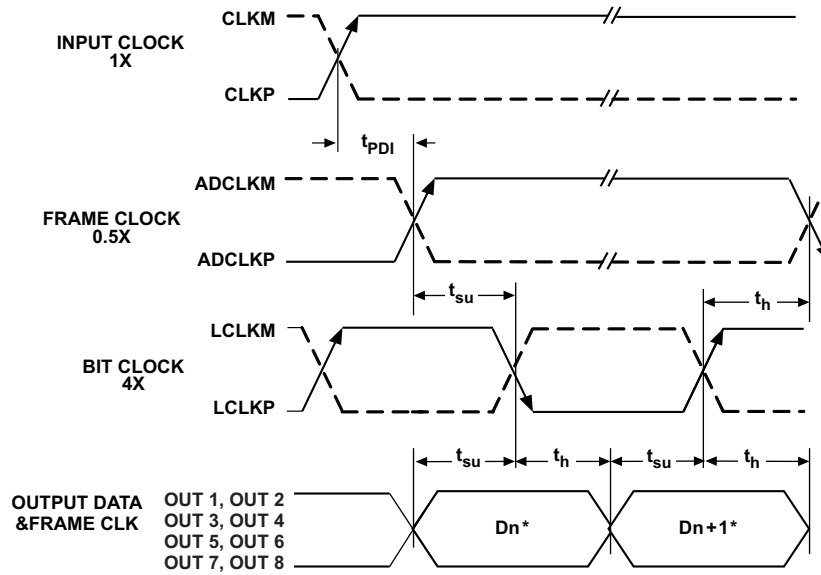 INPUT CLOCK
1X
CLKM
CLKP
tPDI
FRAME CLOCK
0.5X
ADCLKM
ADCLKP
tsu
th
BIT CLOCK
4X
LCLKM
LCLKP
tsu
th
tsu
th
OUTPUT DATA
&FRAME CLK
OUT 1, OUT 2
OUT 3, OUT 4
OUT 5, OUT 6
OUT 7, OUT 8
Dn*
Dn+1*